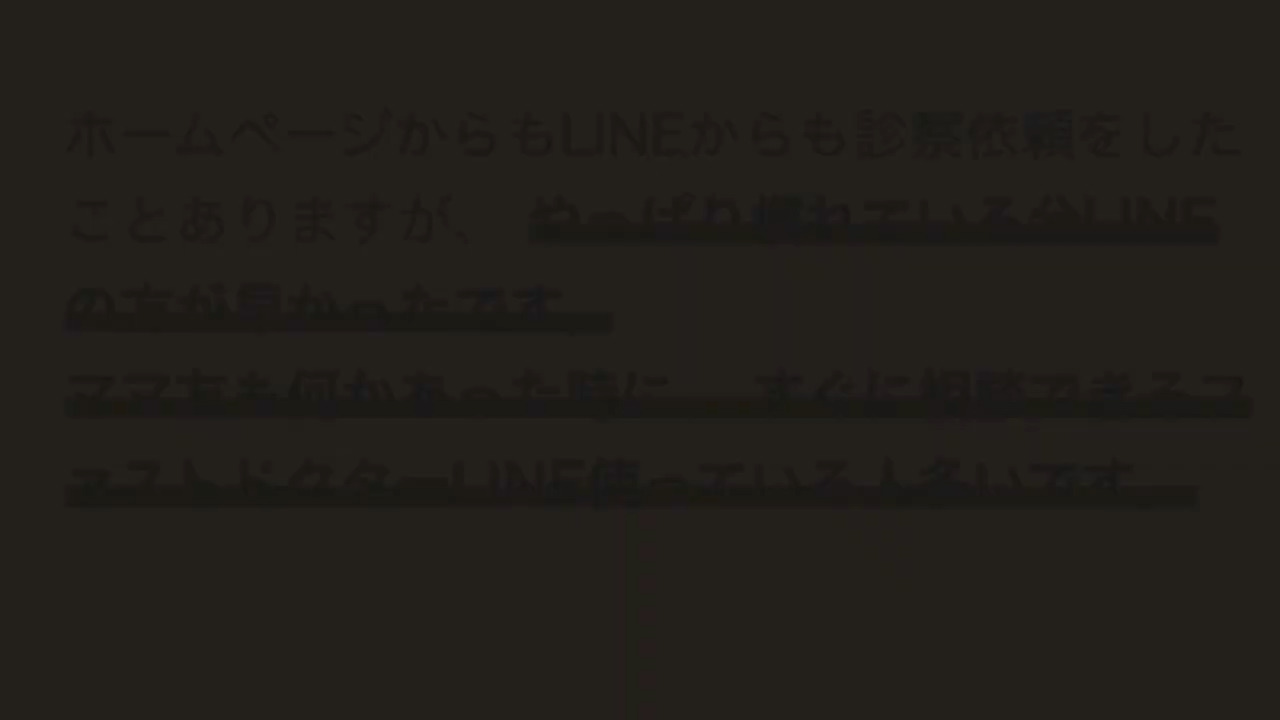 ホームページからもLINEからも診察依頼をした
ことありますが、やっぱり慣れている分LINE
の方が早かったです。
ママ友も何かあった時に、すぐに相談できるフ
ァストドクターLINE使っている人多いです。